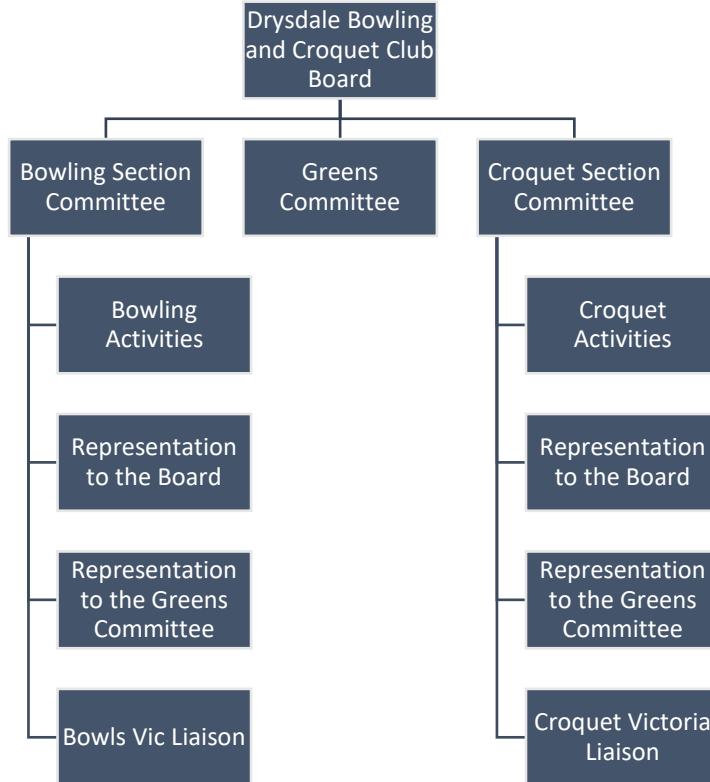 Drysdale Bowling
and Croquet Club
Board
Bowling Section
Committee
Greens
Committee
Croquet Section
Committee
Bowling
Activities
Representation
to the Board
Representation
to the Greens
Committee
Bowls Vic Liaison
Croquet
Activities
Representation
to the Board
Representation
to the Greens
Committee
Croquet Victoria
Liaison